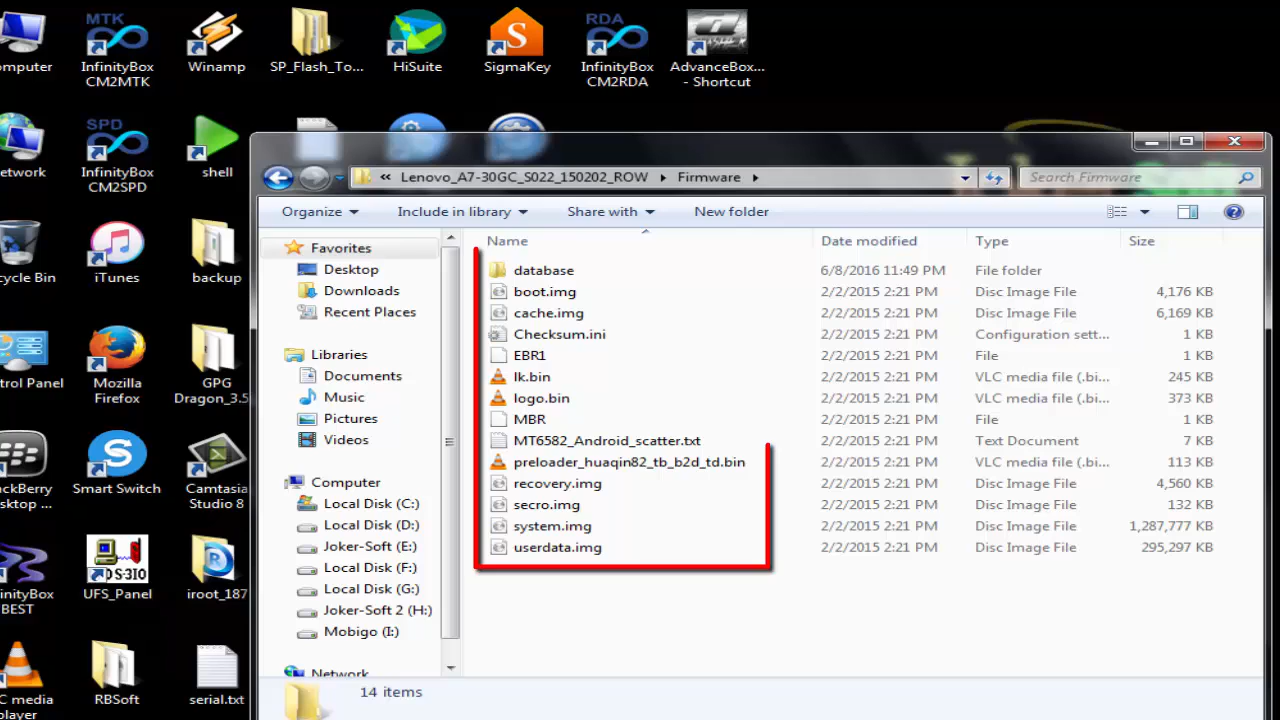 MTK
RDA
omputer
InfinityBox
CM2MTK
Winamp
SP_Flash_To...
HiSuite
S
SigmaKey
InfinityBox
CM2RDA
AdvanceBox...
- Shortcut
SPD
etwork
InfinityBox
CM2SPD
shell
cycle Bin
iTunes
backup
ntrol Panel
Mozilla
Firefox
GPG
Dragon_3.5
ackBerry
esktop ...
S
Smart Switch
Camtasia
Studio 8
nfinityBox
BEST
UFS_Panel
R
iroot_187
C media
player
RBSoft
serial.txt
« Lenovo_A7-30GC_S022_150202_ROW
Firmware
Search Firmware
Organize
Include in library
Share with
New folder
Favorites
Desktop
Downloads
Recent Places
Libraries
Documents
Music
Pictures
Videos
Computer
Local Disk (C:)
Local Disk (D:)
Joker-Soft (E:)
Local Disk (F:)
Local Disk (G:)
Joker-Soft 2 (H:)
Mobigo (I:)
Network
Name Date modified Type Size
database 6/8/2016 11:49 PM File folder
boot.img 2/2/2015 2:21 PM Disc Image File 4,176 KB
cache.img 2/2/2015 2:21 PM Disc Image File 6,169 KB
Checksum.ini 2/2/2015 2:21 PM Configuration sett... 1 KB
EBR1 2/2/2015 2:21 PM File 1 KB
lk.bin 2/2/2015 2:21 PM VLC media file (.bi... 245 KB
logo.bin 2/2/2015 2:21 PM VLC media file (.bi... 373 KB
MBR 2/2/2015 2:21 PM File 1 KB
MT6582_Android_scatter.txt 2/2/2015 2:21 PM Text Document 7 KB
preloader_huaqin82_tb_b2d_td.bin 2/2/2015 2:21 PM VLC media file (.bi... 113 KB
recovery.img 2/2/2015 2:21 PM Disc Image File 4,560 KB
secro.img 2/2/2015 2:21 PM Disc Image File 132 KB
system.img 2/2/2015 2:21 PM Disc Image File 1,287,777 KB
userdata.img 2/2/2015 2:21 PM Disc Image File 295,297 KB
14 items